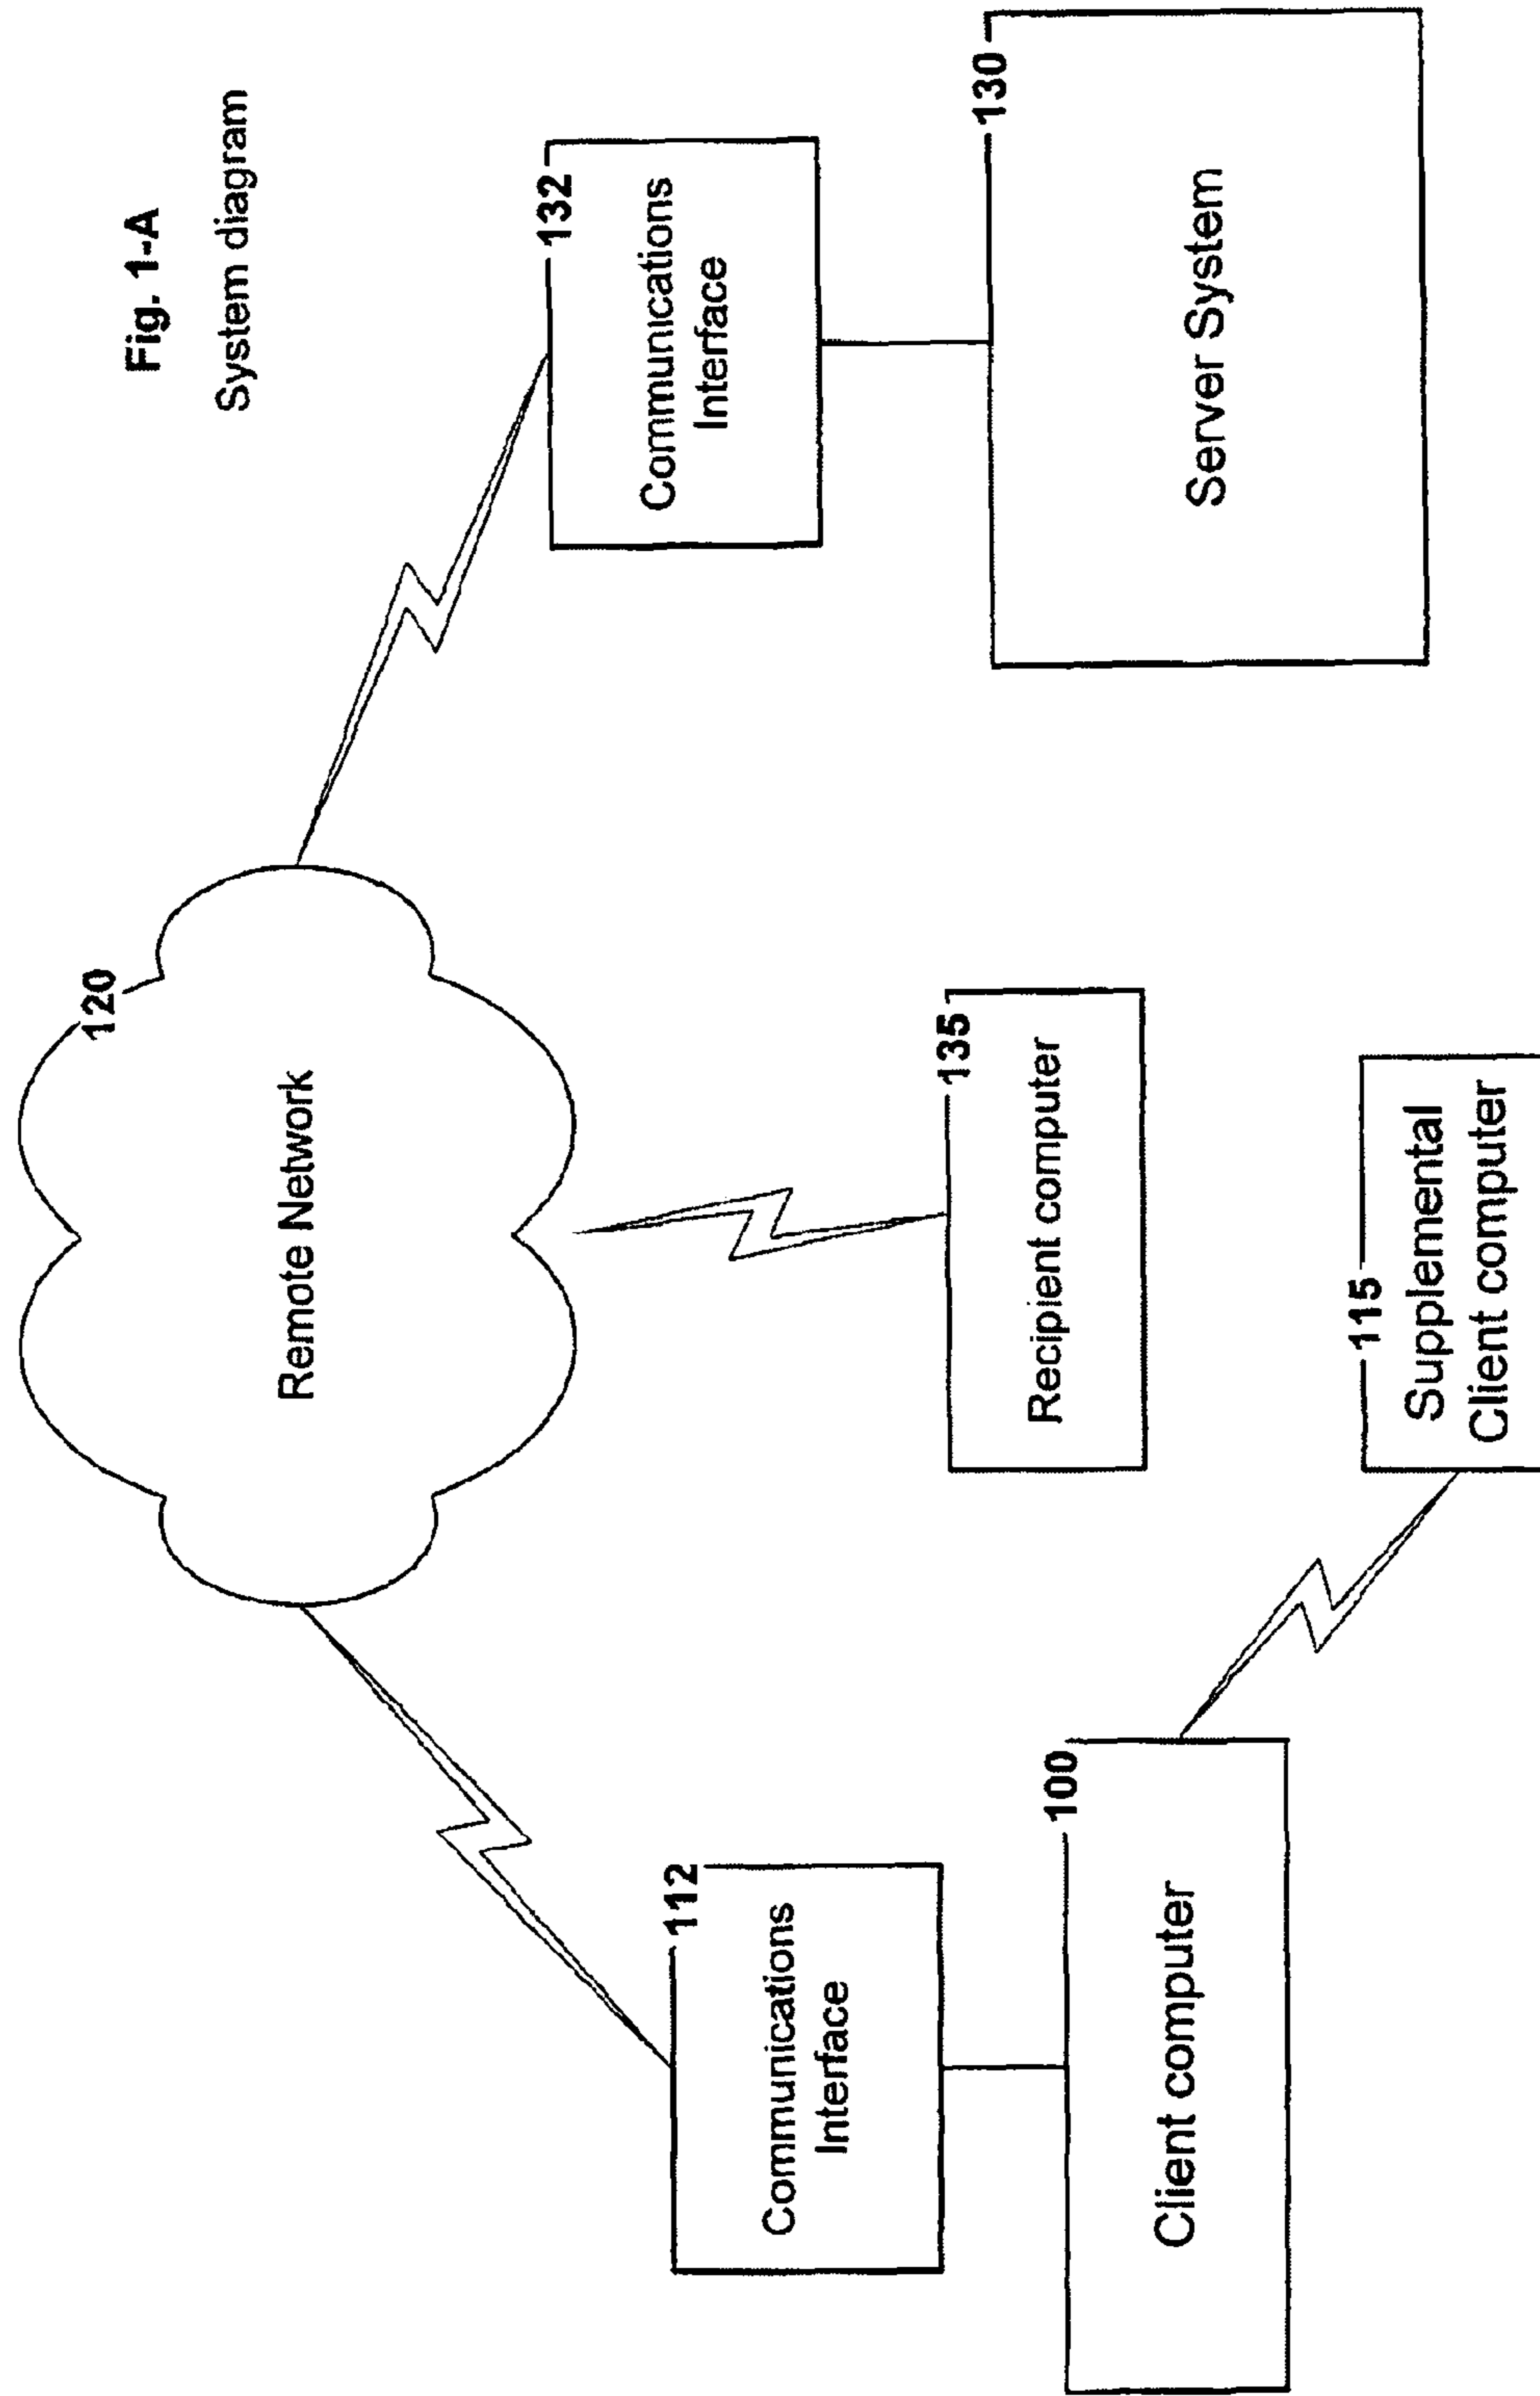 Fig. 1-A
System diagram
120
Remote Network
132
Communications
Interface
130
Server System
135
Recipient computer
112
Communications
Interface
100
Client computer
115
Supplemental
Client computer